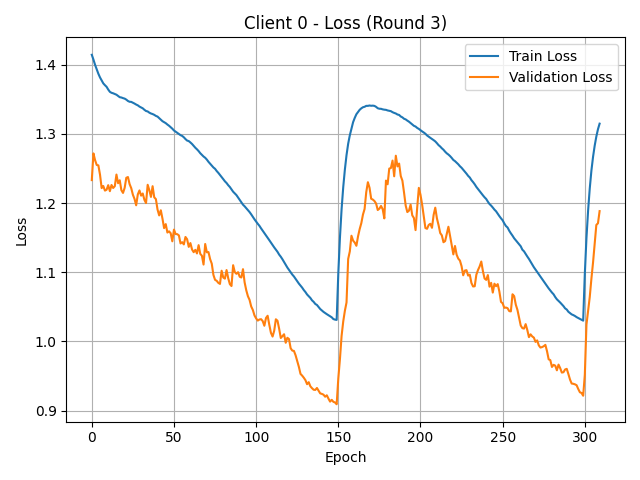 Client 0 - Loss (Round 3)
Train Loss
Validation Loss
Loss
1.4
1.3
1.2
1.1
1.0
0.9
0 50 100 150 200 250 300
Epoch